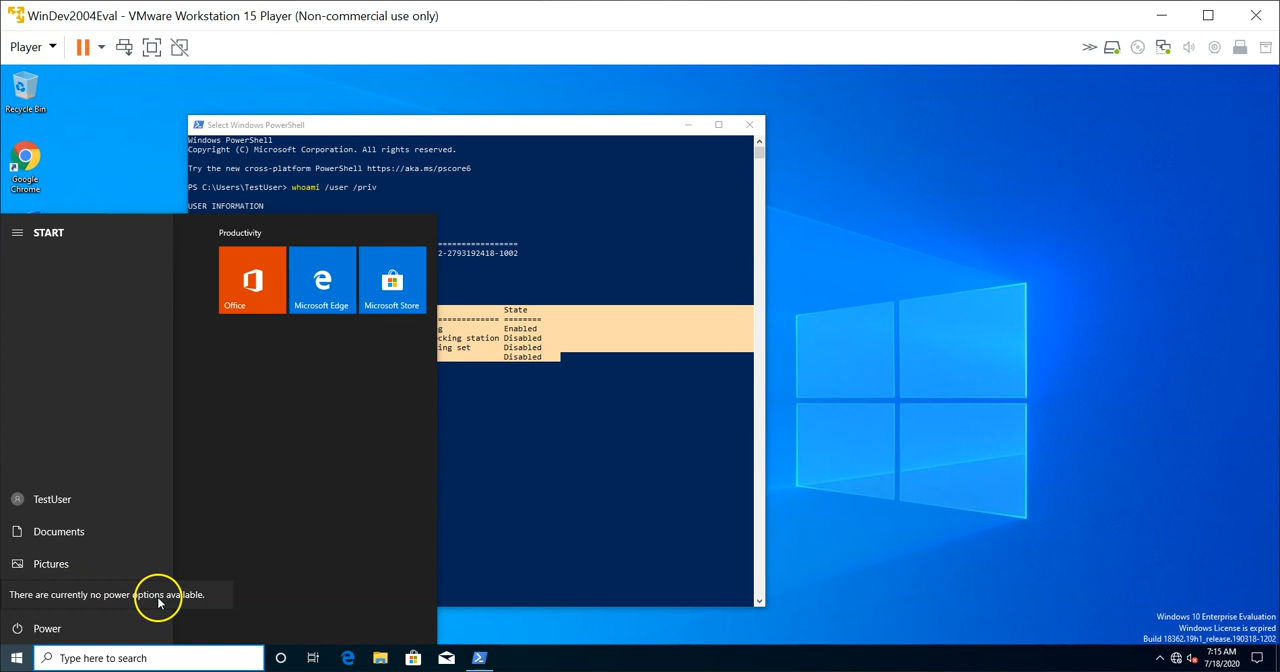 WinDev2004Eval - VMware Workstation 15 Player (Non-commercial use only)
Player
Recycle Bin
Google
Chrome
Select Windows PowerShell
Windows PowerShell
Copyright (C) Microsoft Corporation. All rights reserved.
Try the new cross-platform PowerShell https://aka.ms/pscore6
PS C:\Users\TestUser> whoami /user /priv
USER INFORMATION
=================
2-2793192418-1002
State
============= ========
g Enabled
cking station Disabled
ing set Disabled
Disabled
START
Productivity
Office
Microsoft Edge
Microsoft Store
TestUser
Documents
Pictures
There are currently no power options available.
Power
Type here to search
Windows 10 Enterprise Evaluation
Windows License is expired
Build 18362.19h1_release.190318-1202
7:15 AM
7/18/2020